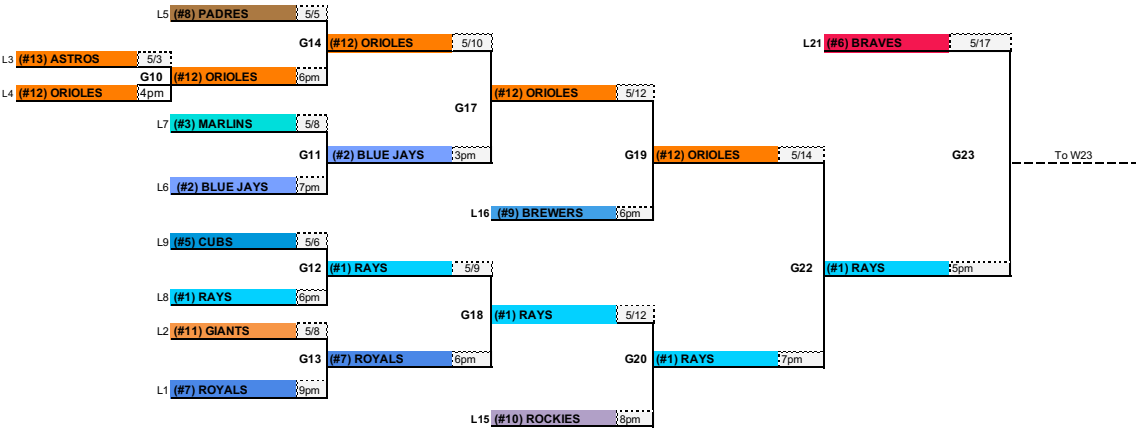 L5 (#8) PADRES 5/5
G14 (#12) ORIOLES 5/10
L21 (#6) BRAVES 5/17
L3 (#13) ASTROS 5/3
G10 (#12) ORIOLES 6pm
L4 (#12) ORIOLES 4pm
(#12) ORIOLES 5/12
G17
L7 (#3) MARLINS 5/8
G11 (#2) BLUE JAYS 3pm
G19 (#12) ORIOLES 5/14
G23
To W23
L6 (#2) BLUE JAYS 7pm
L16 (#9) BREWERS 6pm
L9 (#5) CUBS 5/6
G12 (#1) RAYS 5/9
G22 (#1) RAYS 5pm
L8 (#1) RAYS 6pm
G18 (#1) RAYS 5/12
L2 (#11) GIANTS 5/8
G13 (#7) ROYALS 6pm
G20 (#1) RAYS 7pm
L1 (#7) ROYALS 9pm
L15 (#10) ROCKIES 8pm